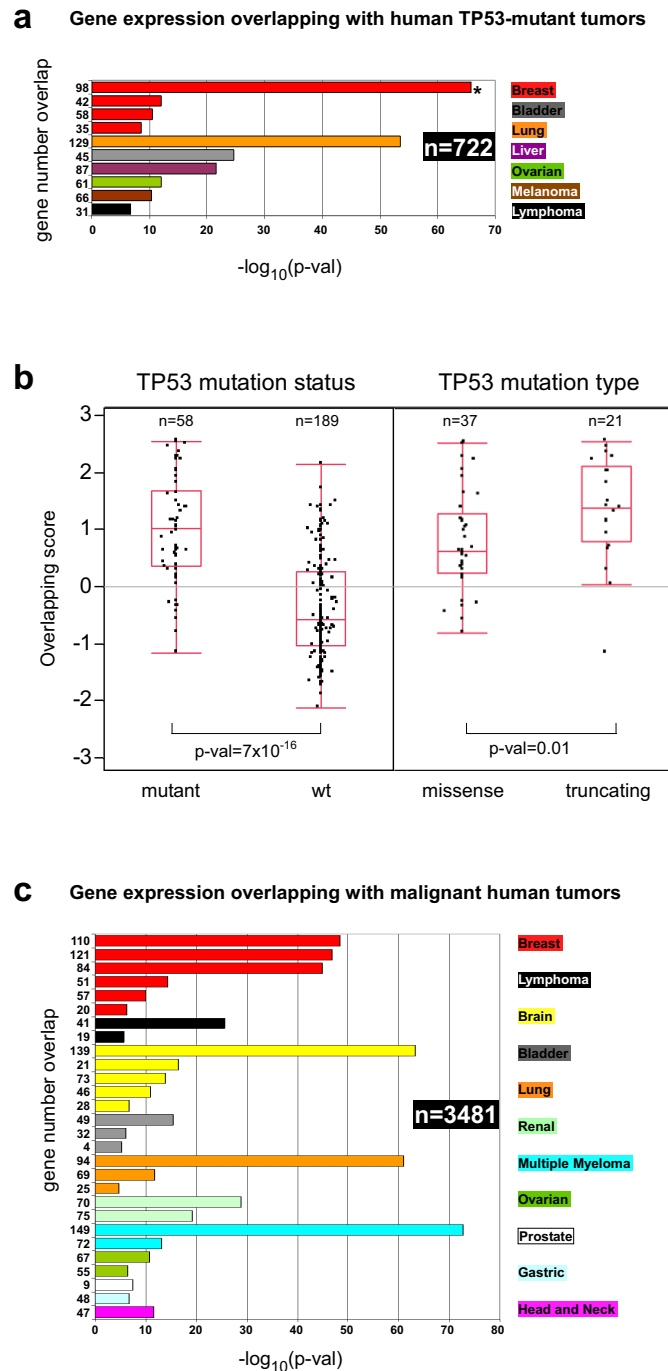 a Gene expression overlapping with human TP53-mutant tumors
gene number overlap
98
42
58
35
129
45
87
61
66
31
*
n=722
Breast
Bladder
Lung
Liver
Ovarian
Melanoma
Lymphoma
0 10 20 30 40 50 60 70
-log10(p-val)
b
TP53 mutation status TP53 mutation type
Overlapping score
3
2
1
0
-1
-2
-3
n=58 n=189 n=37 n=21
p-val=7x10-16
p-val=0.01
mutant wt missense truncating
c Gene expression overlapping with malignant human tumors
gene number overlap
110
121
84
51
57
20
41
19
139
21
73
46
28
49
32
4
94
69
25
70
75
149
72
67
55
9
48
47
n=3481
Breast
Lymphoma
Brain
Bladder
Lung
Renal
Multiple Myeloma
Ovarian
Prostate
Gastric
Head and Neck
0 10 20 30 40 50 60 70 80
-log10(p-val)